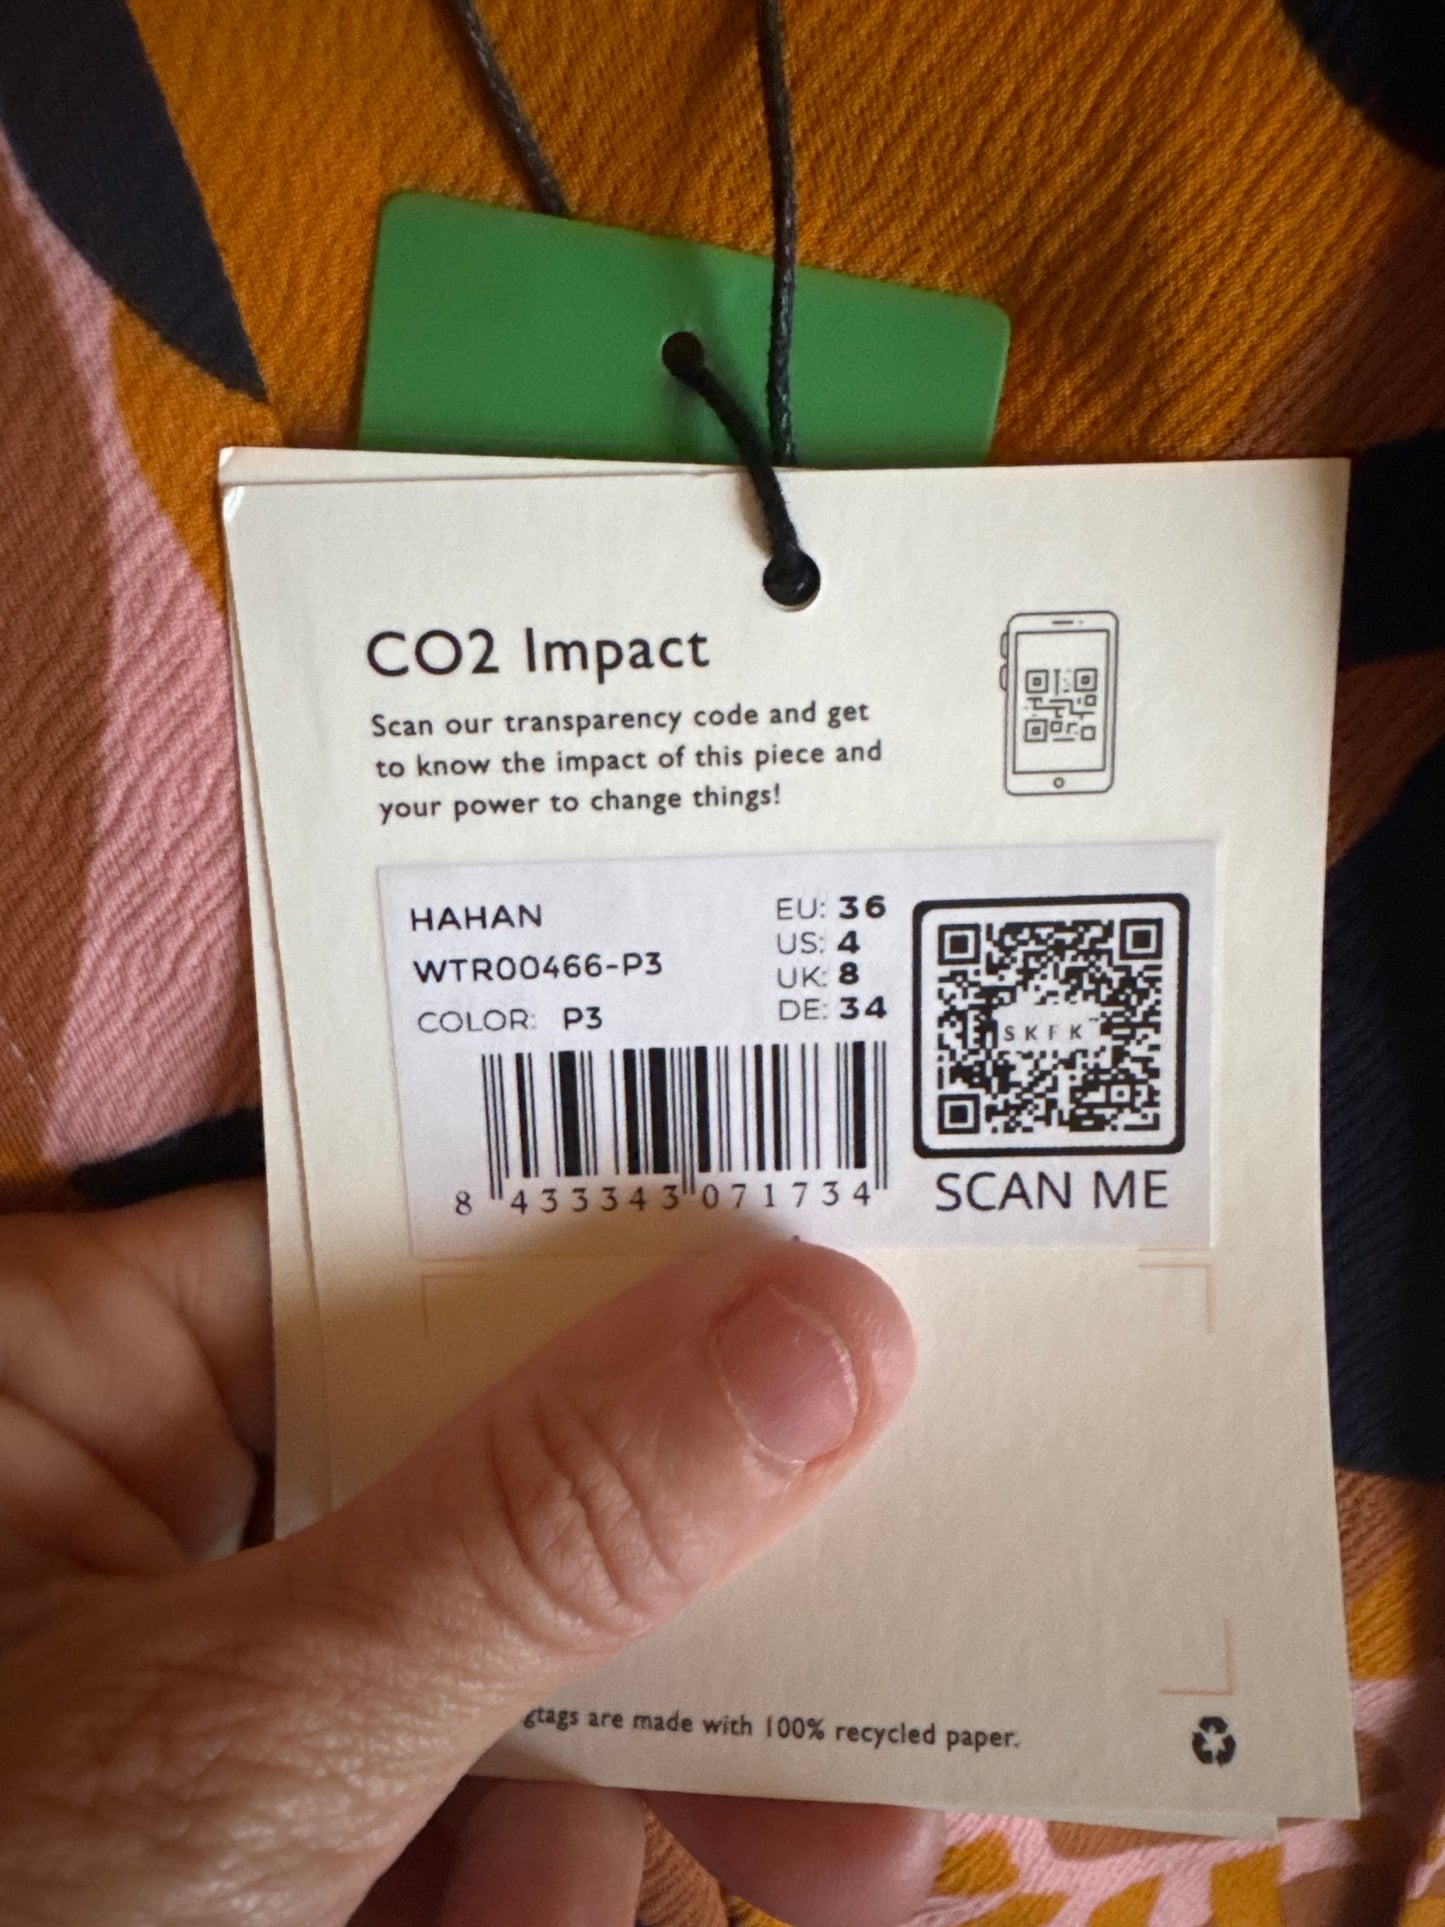 CO2 Impact
Scan our transparency code and get
to know the impact of this piece and
your power to change things!
HAHAN
WTR00466-P3
COLOR: P3
EU: 36
US: 4
UK: 8
DE: 34
SKFK™
8 433343 071734
SCAN ME
are made with 100% recycled paper.